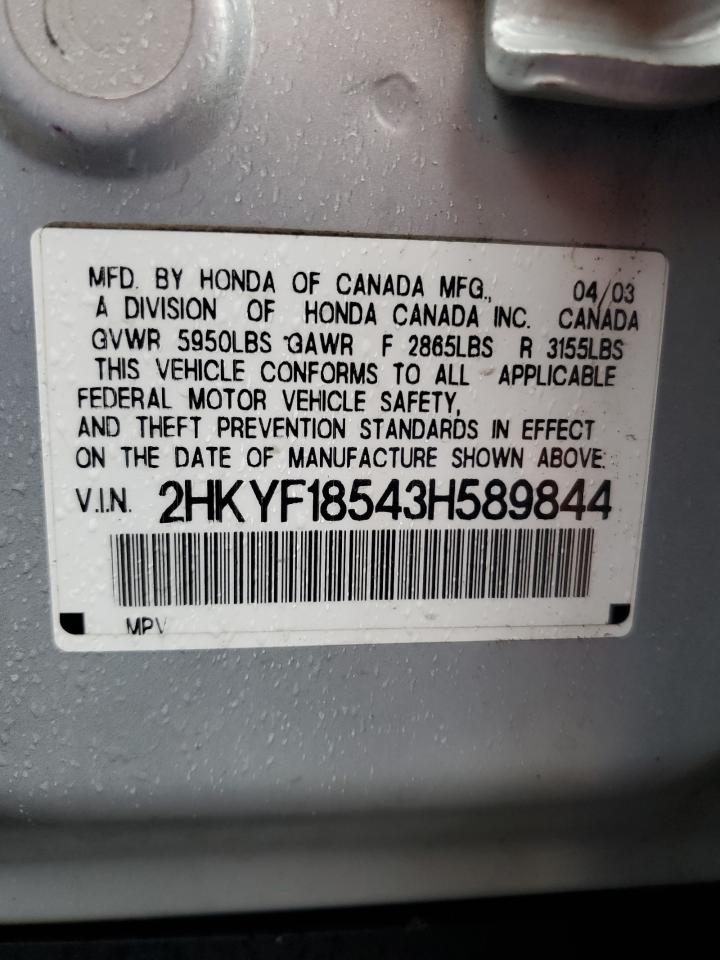 MFD. BY HONDA OF CANADA MFG., 04/03
A DIVISION OF HONDA CANADA INC. CANADA
GVWR 5950LBS GAWR F 2865LBS R 3155LBS
THIS VEHICLE CONFORMS TO ALL APPLICABLE
FEDERAL MOTOR VEHICLE SAFETY,
AND THEFT PREVENTION STANDARDS IN EFFECT
ON THE DATE OF MANUFACTURE SHOWN ABOVE.
V.I.N. 2HKYF18543H589844
MPV